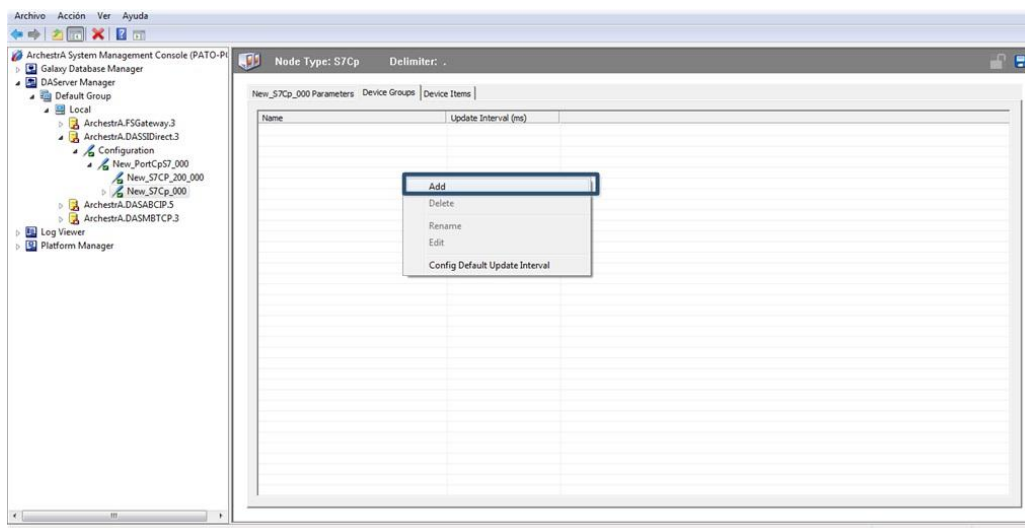 Archivo Acción Ver Ayuda
ArchestrA System Management Console (PATO-P
Galaxy Database Manager
DAServer Manager
Default Group
Local
ArchestrA.FSGateway.3
ArchestrA.DASSIDirect.3
Configuration
New_PortCpS7_000
New_S7CP_200_000
New_S7Cp_000
ArchestrA.DASABCIP.5
ArchestrA.DASMBTCP.3
Log Viewer
Platform Manager
Node Type: S7Cp Delimiter: .
New_S7Cp_000 Parameters Device Groups Device Items
Name Update Interval (ms)
Add
Delete
Rename
Edit
Config Default Update Interval